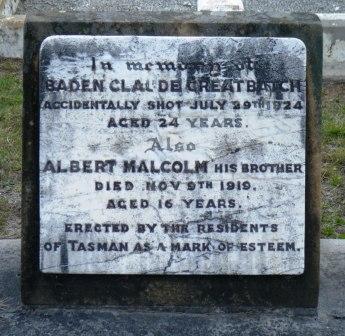 In memory of
BADEN CLAUDE GREATBATCH
ACCIDENTALLY SHOT JULY 29TH 1924
AGED 24 YEARS.
Also
ALBERT MALCOLM HIS BROTHER
DIED NOV 9TH 1919.
AGED 16 YEARS.
ERECTED BY THE RESIDENTS
OF TASMAN AS A MARK OF ESTEEM.